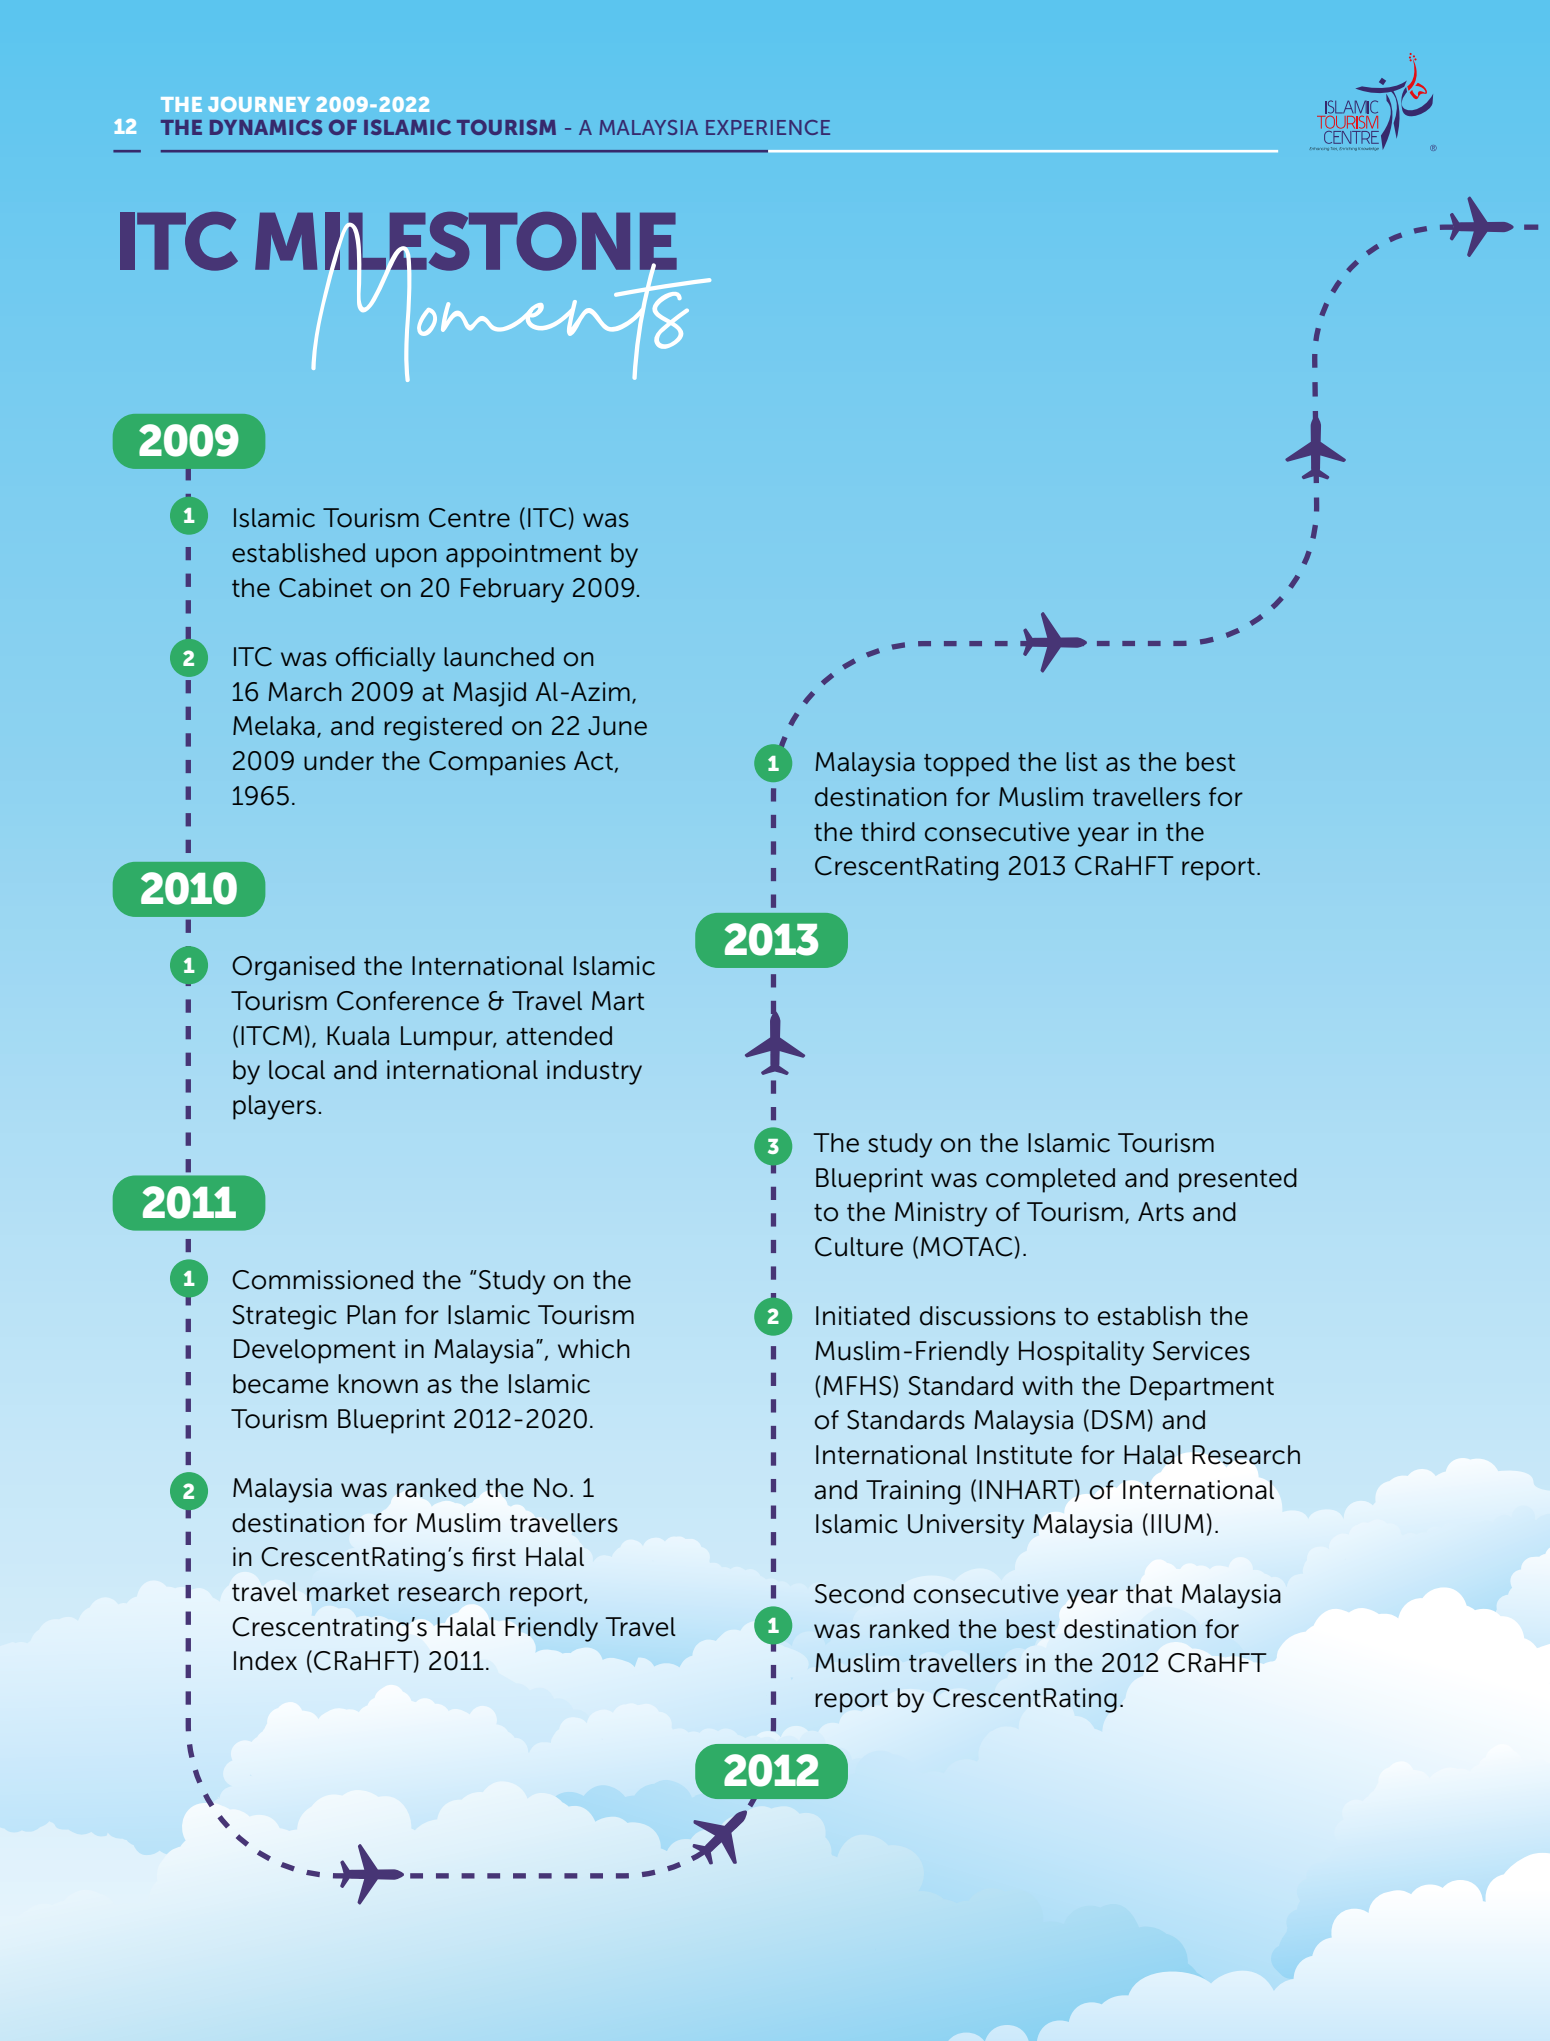 THE JOURNEY 2009-2022
12 THE DYNAMICS OF ISLAMIC TOURISM - A MALAYSIA EXPERIENCE
ISLAMIC
TOURISM
CENTRE
Enhancing Ties, Enriching Knowledge
®
ITC MILESTONE
Moments
2009
1 Islamic Tourism Centre (ITC) was
established upon appointment by
the Cabinet on 20 February 2009.
2 ITC was officially launched on
16 March 2009 at Masjid Al-Azim,
Melaka, and registered on 22 June
2009 under the Companies Act,
1965.
2010
1 Organised the International Islamic
Tourism Conference & Travel Mart
(ITCM), Kuala Lumpur, attended
by local and international industry
players.
2011
1 Commissioned the “Study on the
Strategic Plan for Islamic Tourism
Development in Malaysia”, which
became known as the Islamic
Tourism Blueprint 2012-2020.
2 Malaysia was ranked the No. 1
destination for Muslim travellers
in CrescentRating’s first Halal
travel market research report,
Crescentrating’s Halal Friendly Travel
Index (CRaHFT) 2011.
1 Malaysia topped the list as the best
destination for Muslim travellers for
the third consecutive year in the
CrescentRating 2013 CRaHFT report.
2013
3 The study on the Islamic Tourism
Blueprint was completed and presented
to the Ministry of Tourism, Arts and
Culture (MOTAC).
2 Initiated discussions to establish the
Muslim-Friendly Hospitality Services
(MFHS) Standard with the Department
of Standards Malaysia (DSM) and
International Institute for Halal Research
and Training (INHART) of International
Islamic University Malaysia (IIUM).
1 Second consecutive year that Malaysia
was ranked the best destination for
Muslim travellers in the 2012 CRaHFT
report by CrescentRating.
2012